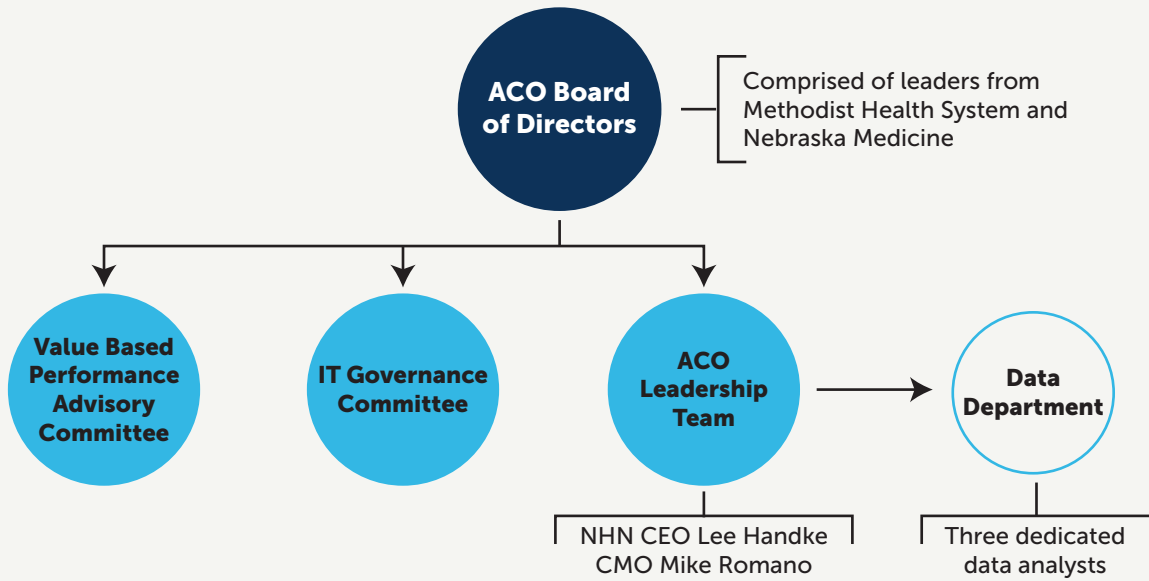 ACO Board
of Directors
Comprised of leaders from
Methodist Health System and
Nebraska Medicine
Value Based
Performance
Advisory
Committee
IT Governance
Committee
ACO
Leadership
Team
Data
Department
NHN CEO Lee Handke
CMO Mike Romano
Three dedicated
data analysts